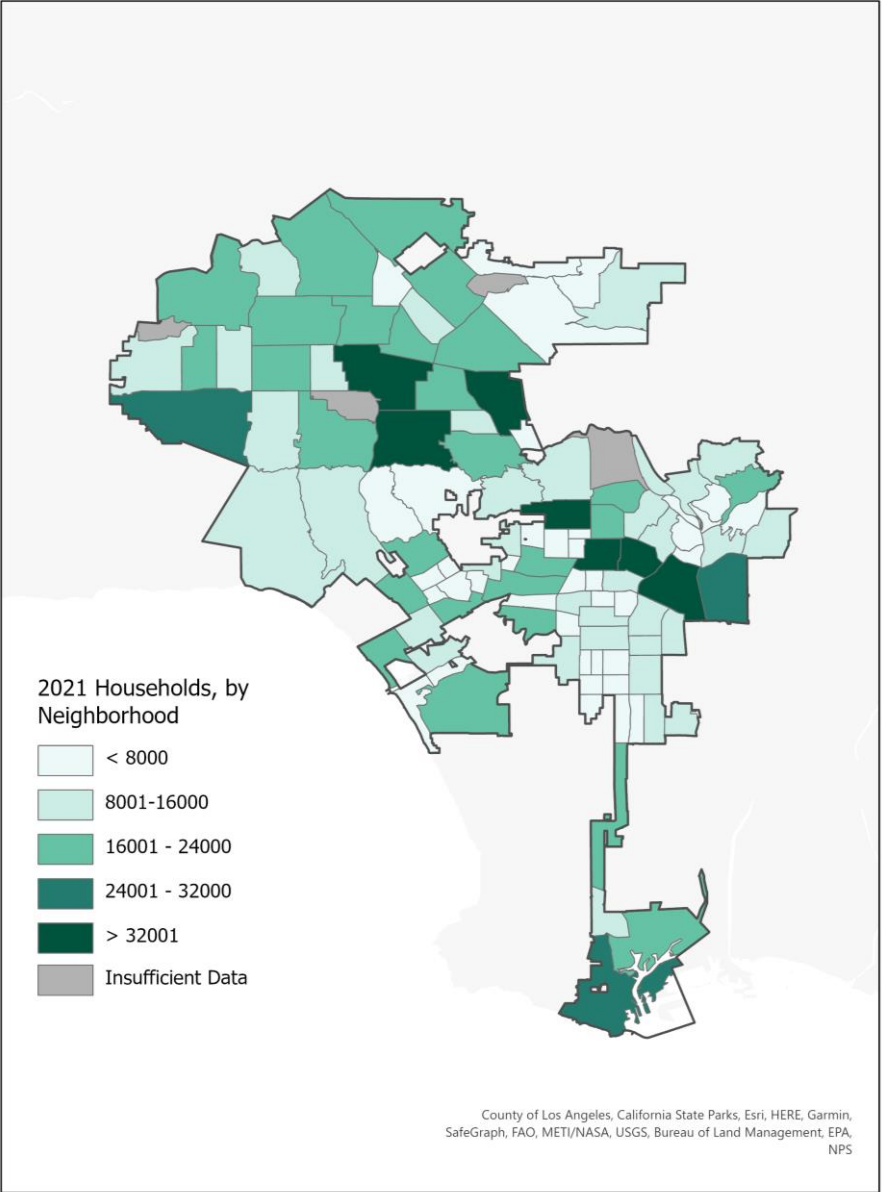 2021 Households, by
Neighborhood
< 8000
8001-16000
16001 - 24000
24001 - 32000
> 32001
Insufficient Data
County of Los Angeles, California State Parks, Esri, HERE, Garmin,
SafeGraph, FAO, METI/NASA, USGS, Bureau of Land Management, EPA,
NPS